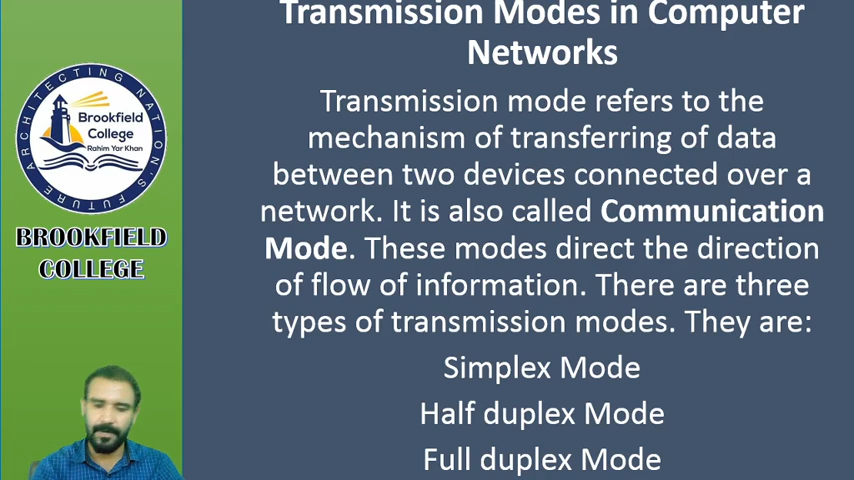 Transmission Modes in Computer
Networks
Transmission mode refers to the
mechanism of transferring of data
between two devices connected over a
network. It is also called Communication
Mode. These modes direct the direction
of flow of information. There are three
types of transmission modes. They are:
Simplex Mode
Half duplex Mode
Full duplex Mode
ARCHITECTING NATION'S FUTURE
Brookfield
College
Rahim Yar Khan
BROOKFIELD
COLLEGE